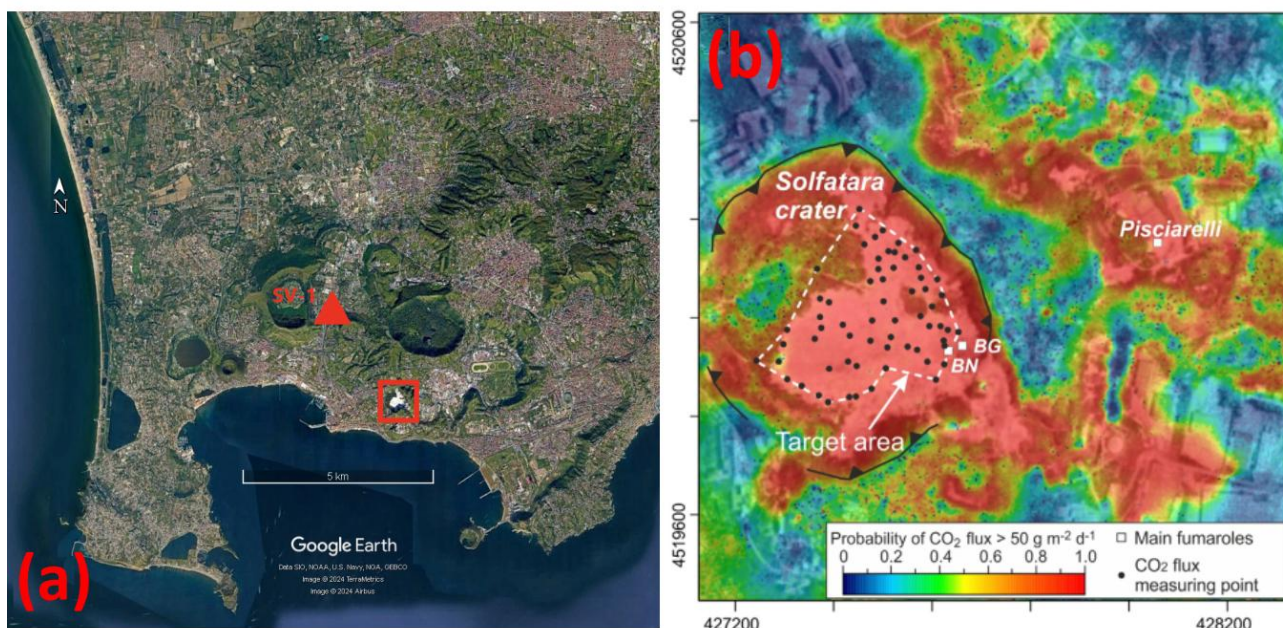 (a)
SV-1
N
5 km
Google Earth
Data SIO, NOAA, U.S. Navy, NGA, GEBCO
Image © 2024 TerraMetrics
Image © 2024 Airbus
(b)
4520600
4519600
Solfatara
crater
Pisciarelli
BG
BN
Target area
Probability of CO2 flux > 50 g m-2 d-1
0 0.2 0.4 0.6 0.8 1.0
Main fumaroles
CO2 flux
measuring point
427200
428200